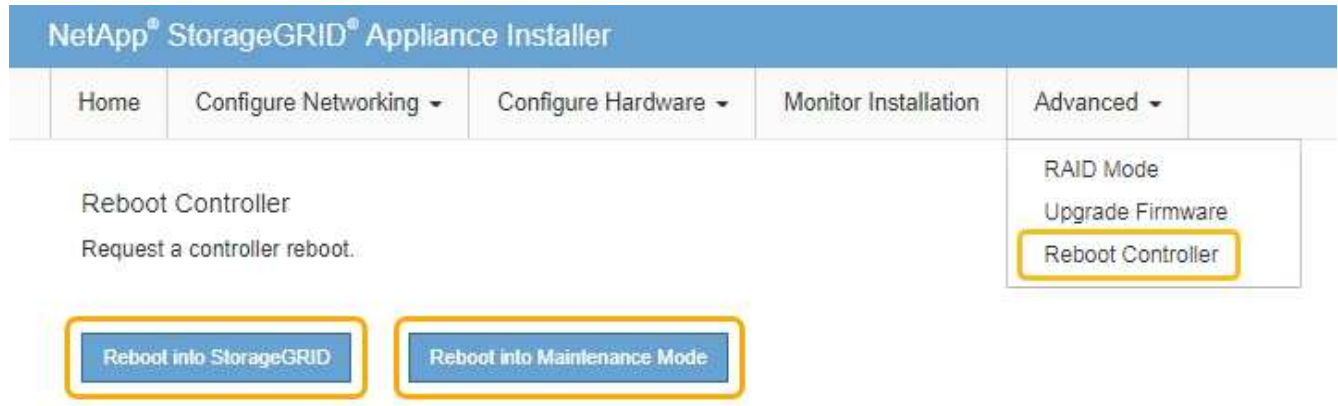 NetApp® StorageGRID® Appliance Installer
Home Configure Networking Configure Hardware Monitor Installation Advanced
RAID Mode
Upgrade Firmware
Reboot Controller
Reboot Controller
Request a controller reboot.
Reboot into StorageGRID Reboot into Maintenance Mode